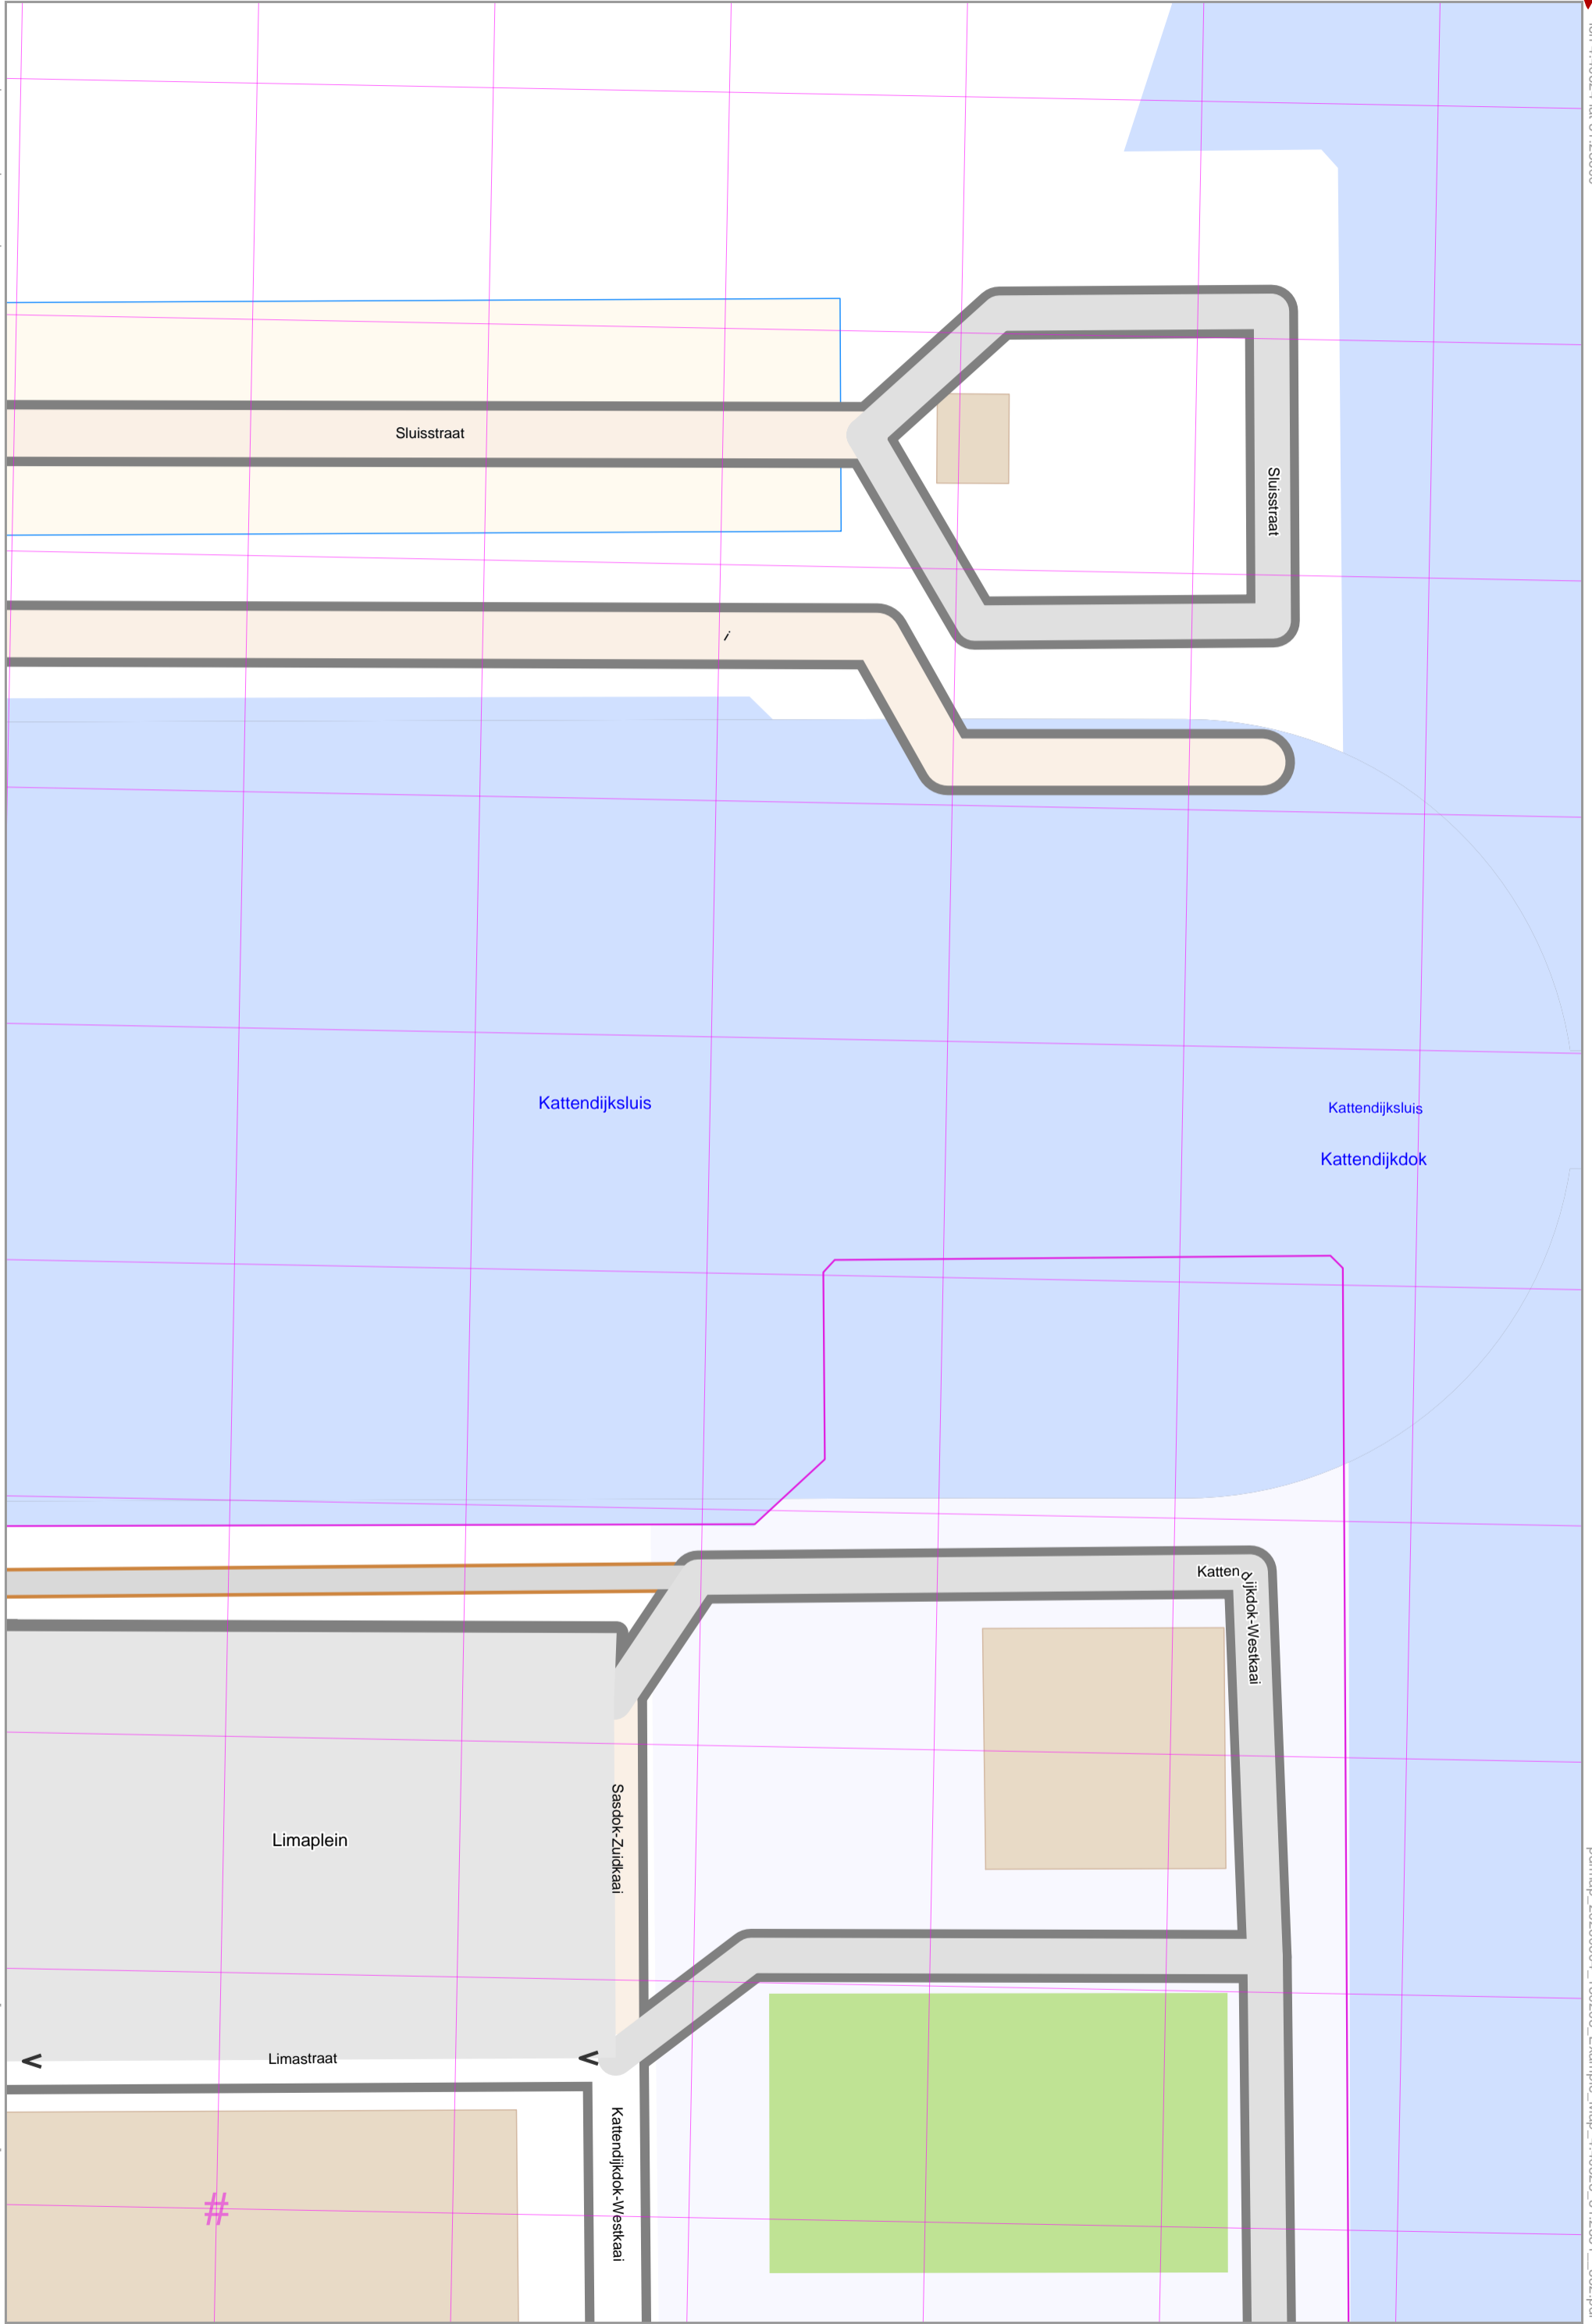 Sluisstraat
Sluisstraat
Kattendijksluis
Kattendijksluis
Kattendijkdok
Kattendijkdok-Westkaai
Sasdok-Zuidkaai
Limaplein
< Limastraat <
Kattendijkdok-Westkaai
#